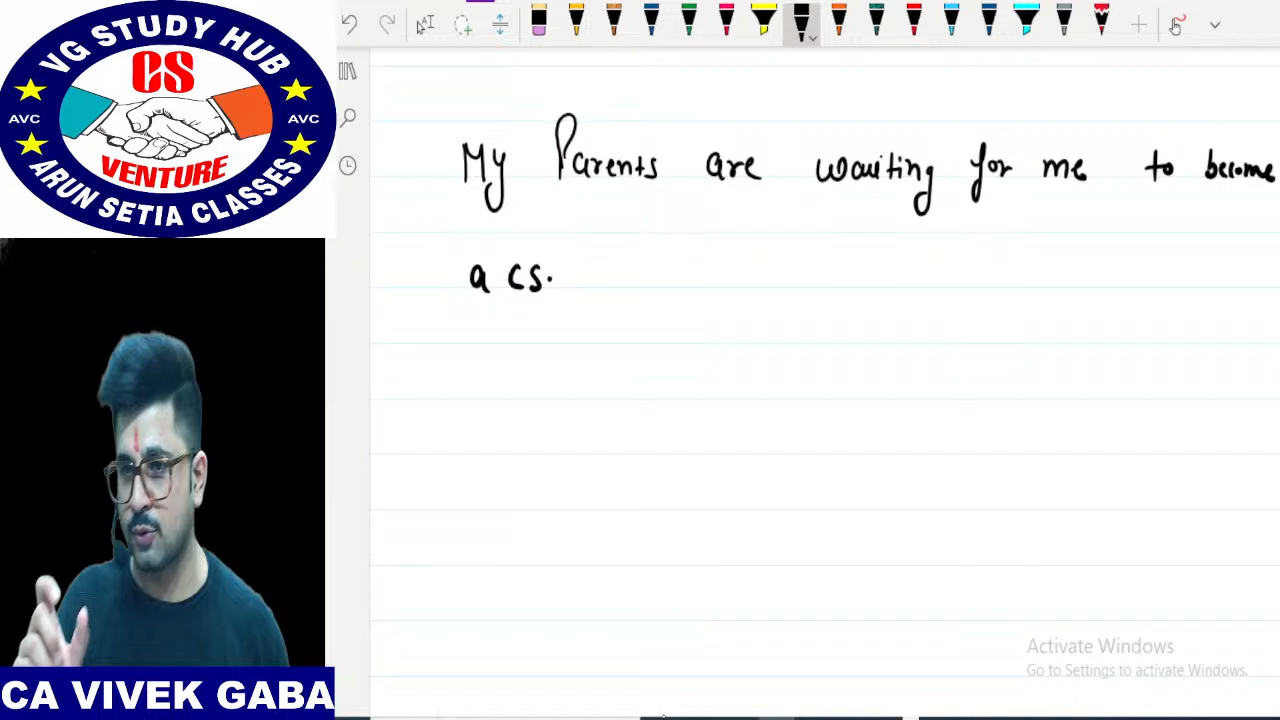 VG STUDY HUB
CS
AVC
AVC
VENTURE
ARUN SETIA CLASSES
My Parents are waiting for me to become
a CS.
Activate Windows
Go to Settings to activate Windows.
CA VIVEK GABA